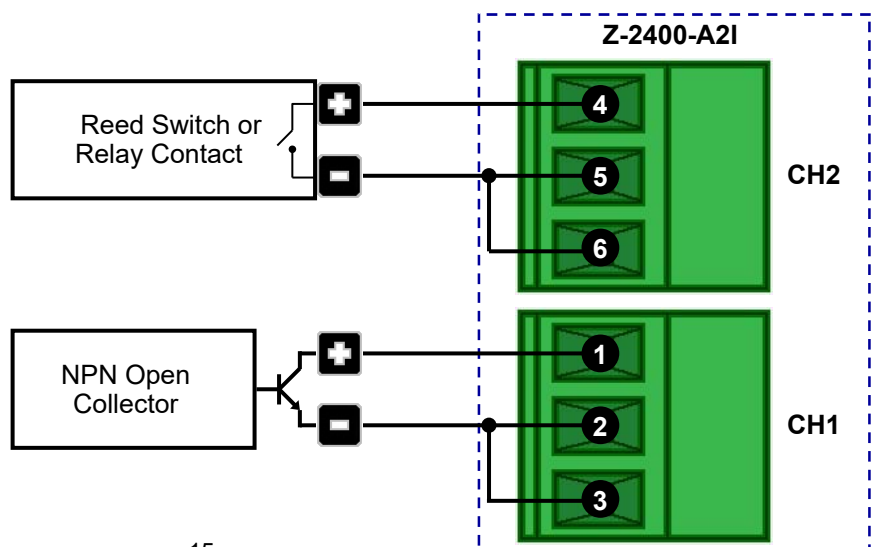 Z-2400-A2I
Reed Switch or
Relay Contact
4
5
6
CH2
NPN Open
Collector
1
2
3
CH1